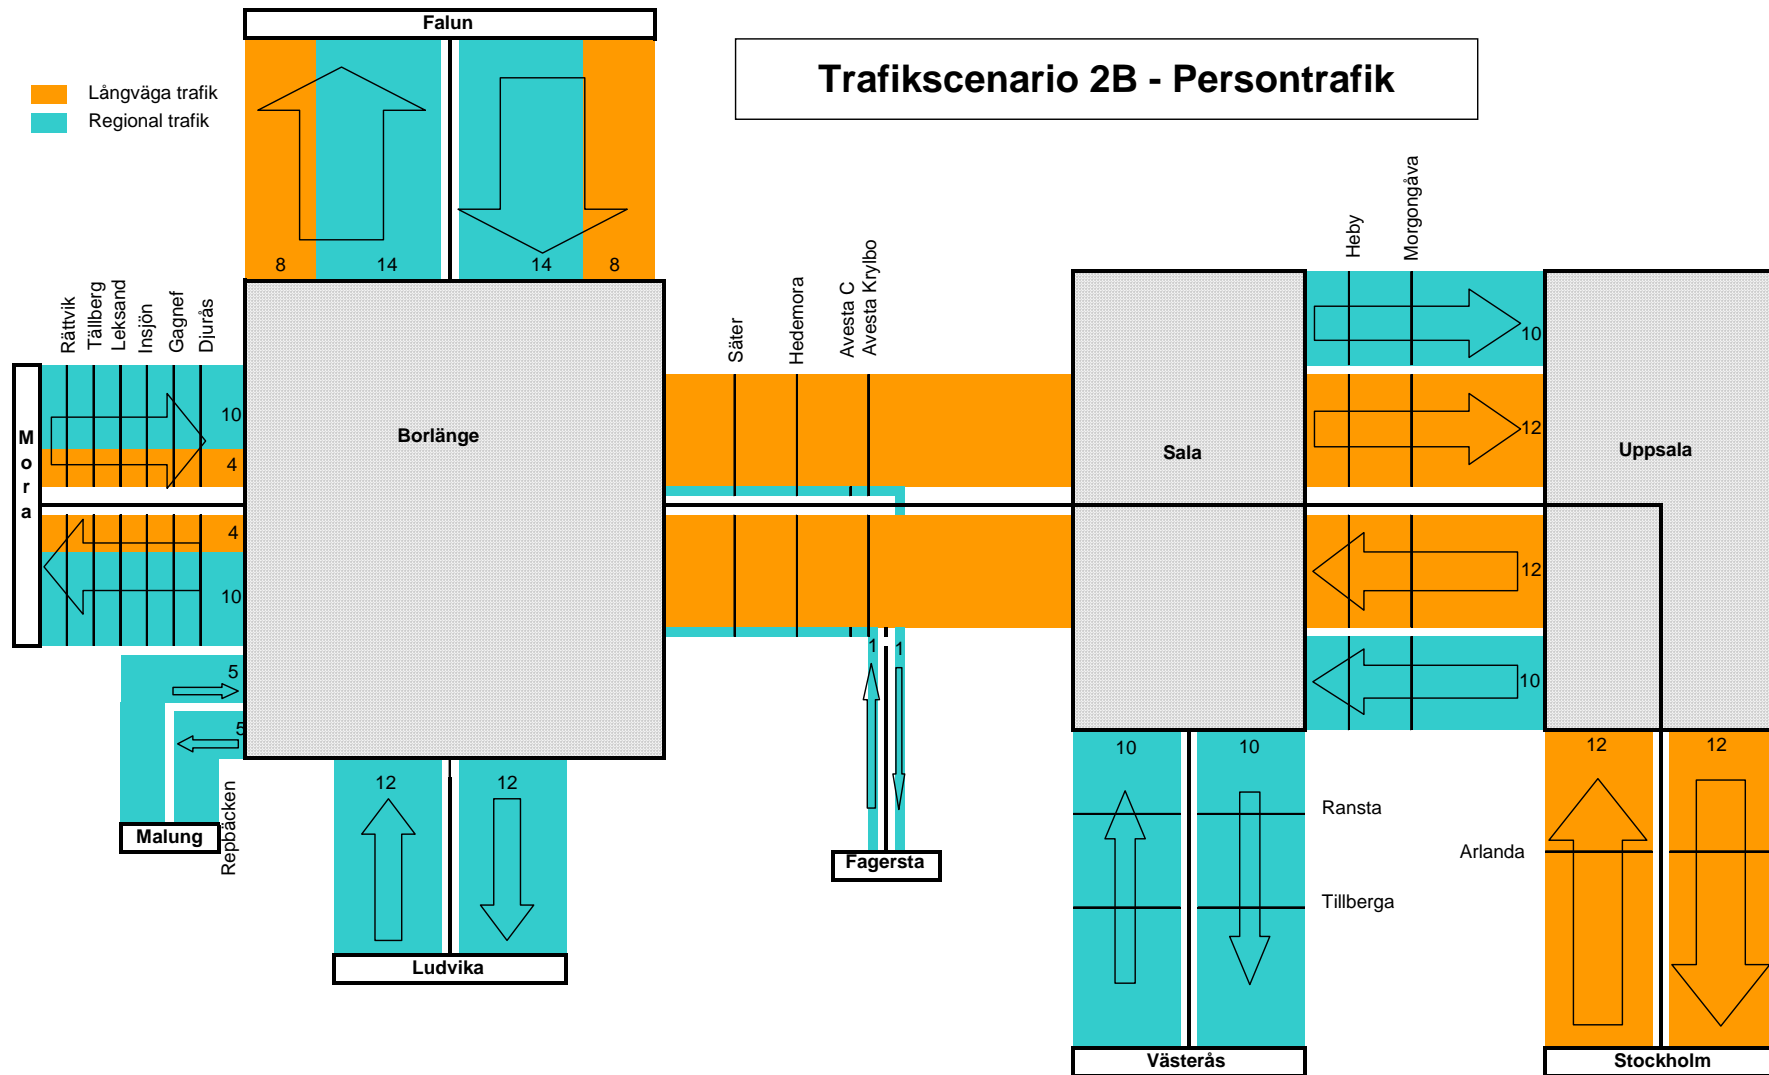 Falun
Trafikscenario 2B - Persontrafik
Långväga trafik
Regional trafik
8
14
14
8
Rättvik
Tällberg
Leksand
Insjön
Gagnef
Djurås
Säter
Hedemora
Avesta C
Avesta Krylbo
Heby
Morgongåva
Mora
10
4
4
10
Borlänge
Sala
Uppsala
10
12
12
10
5
5
Repbäcken
Malung
12
12
Ludvika
1
1
Fagersta
10
10
Ransta
Tillberga
Västerås
12
12
Arlanda
Stockholm